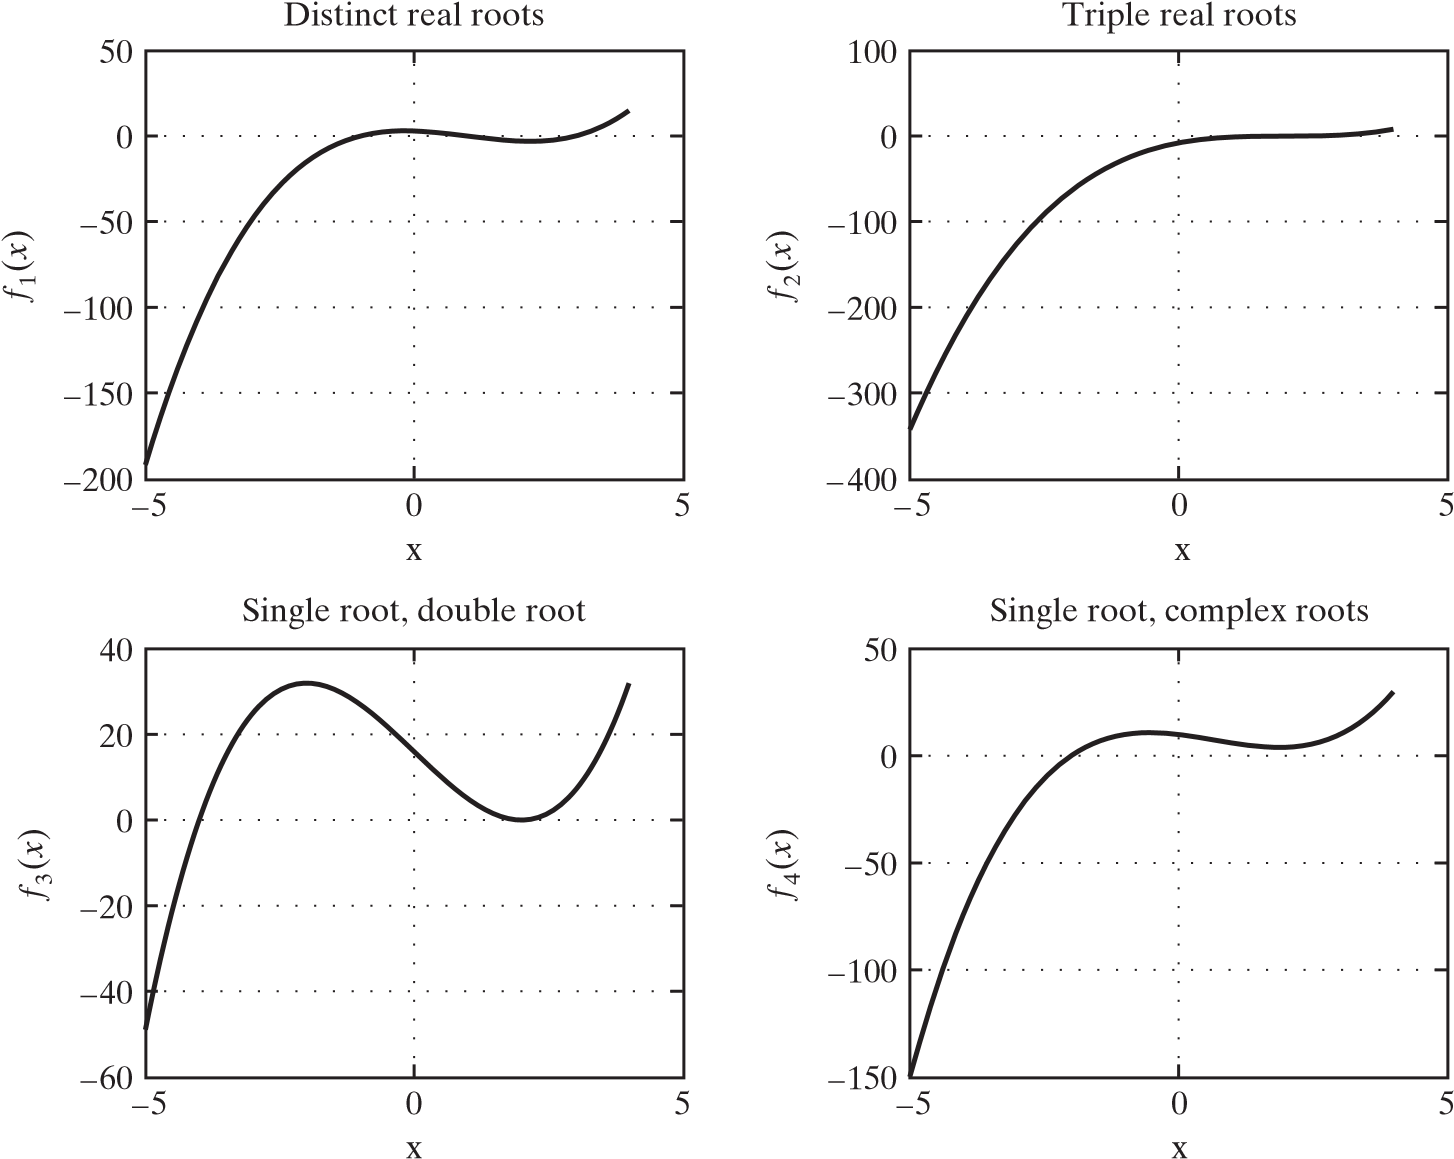 Distinct real roots
50
0
−50
−100
−150
−200
−5
0
5
x
f1(x)
Triple real roots
100
0
−100
−200
−300
−400
−5
0
5
x
f2(x)
Single root, double root
40
20
0
−20
−40
−60
−5
0
5
x
f3(x)
Single root, complex roots
50
0
−50
−100
−150
−5
0
5
x
f4(x)